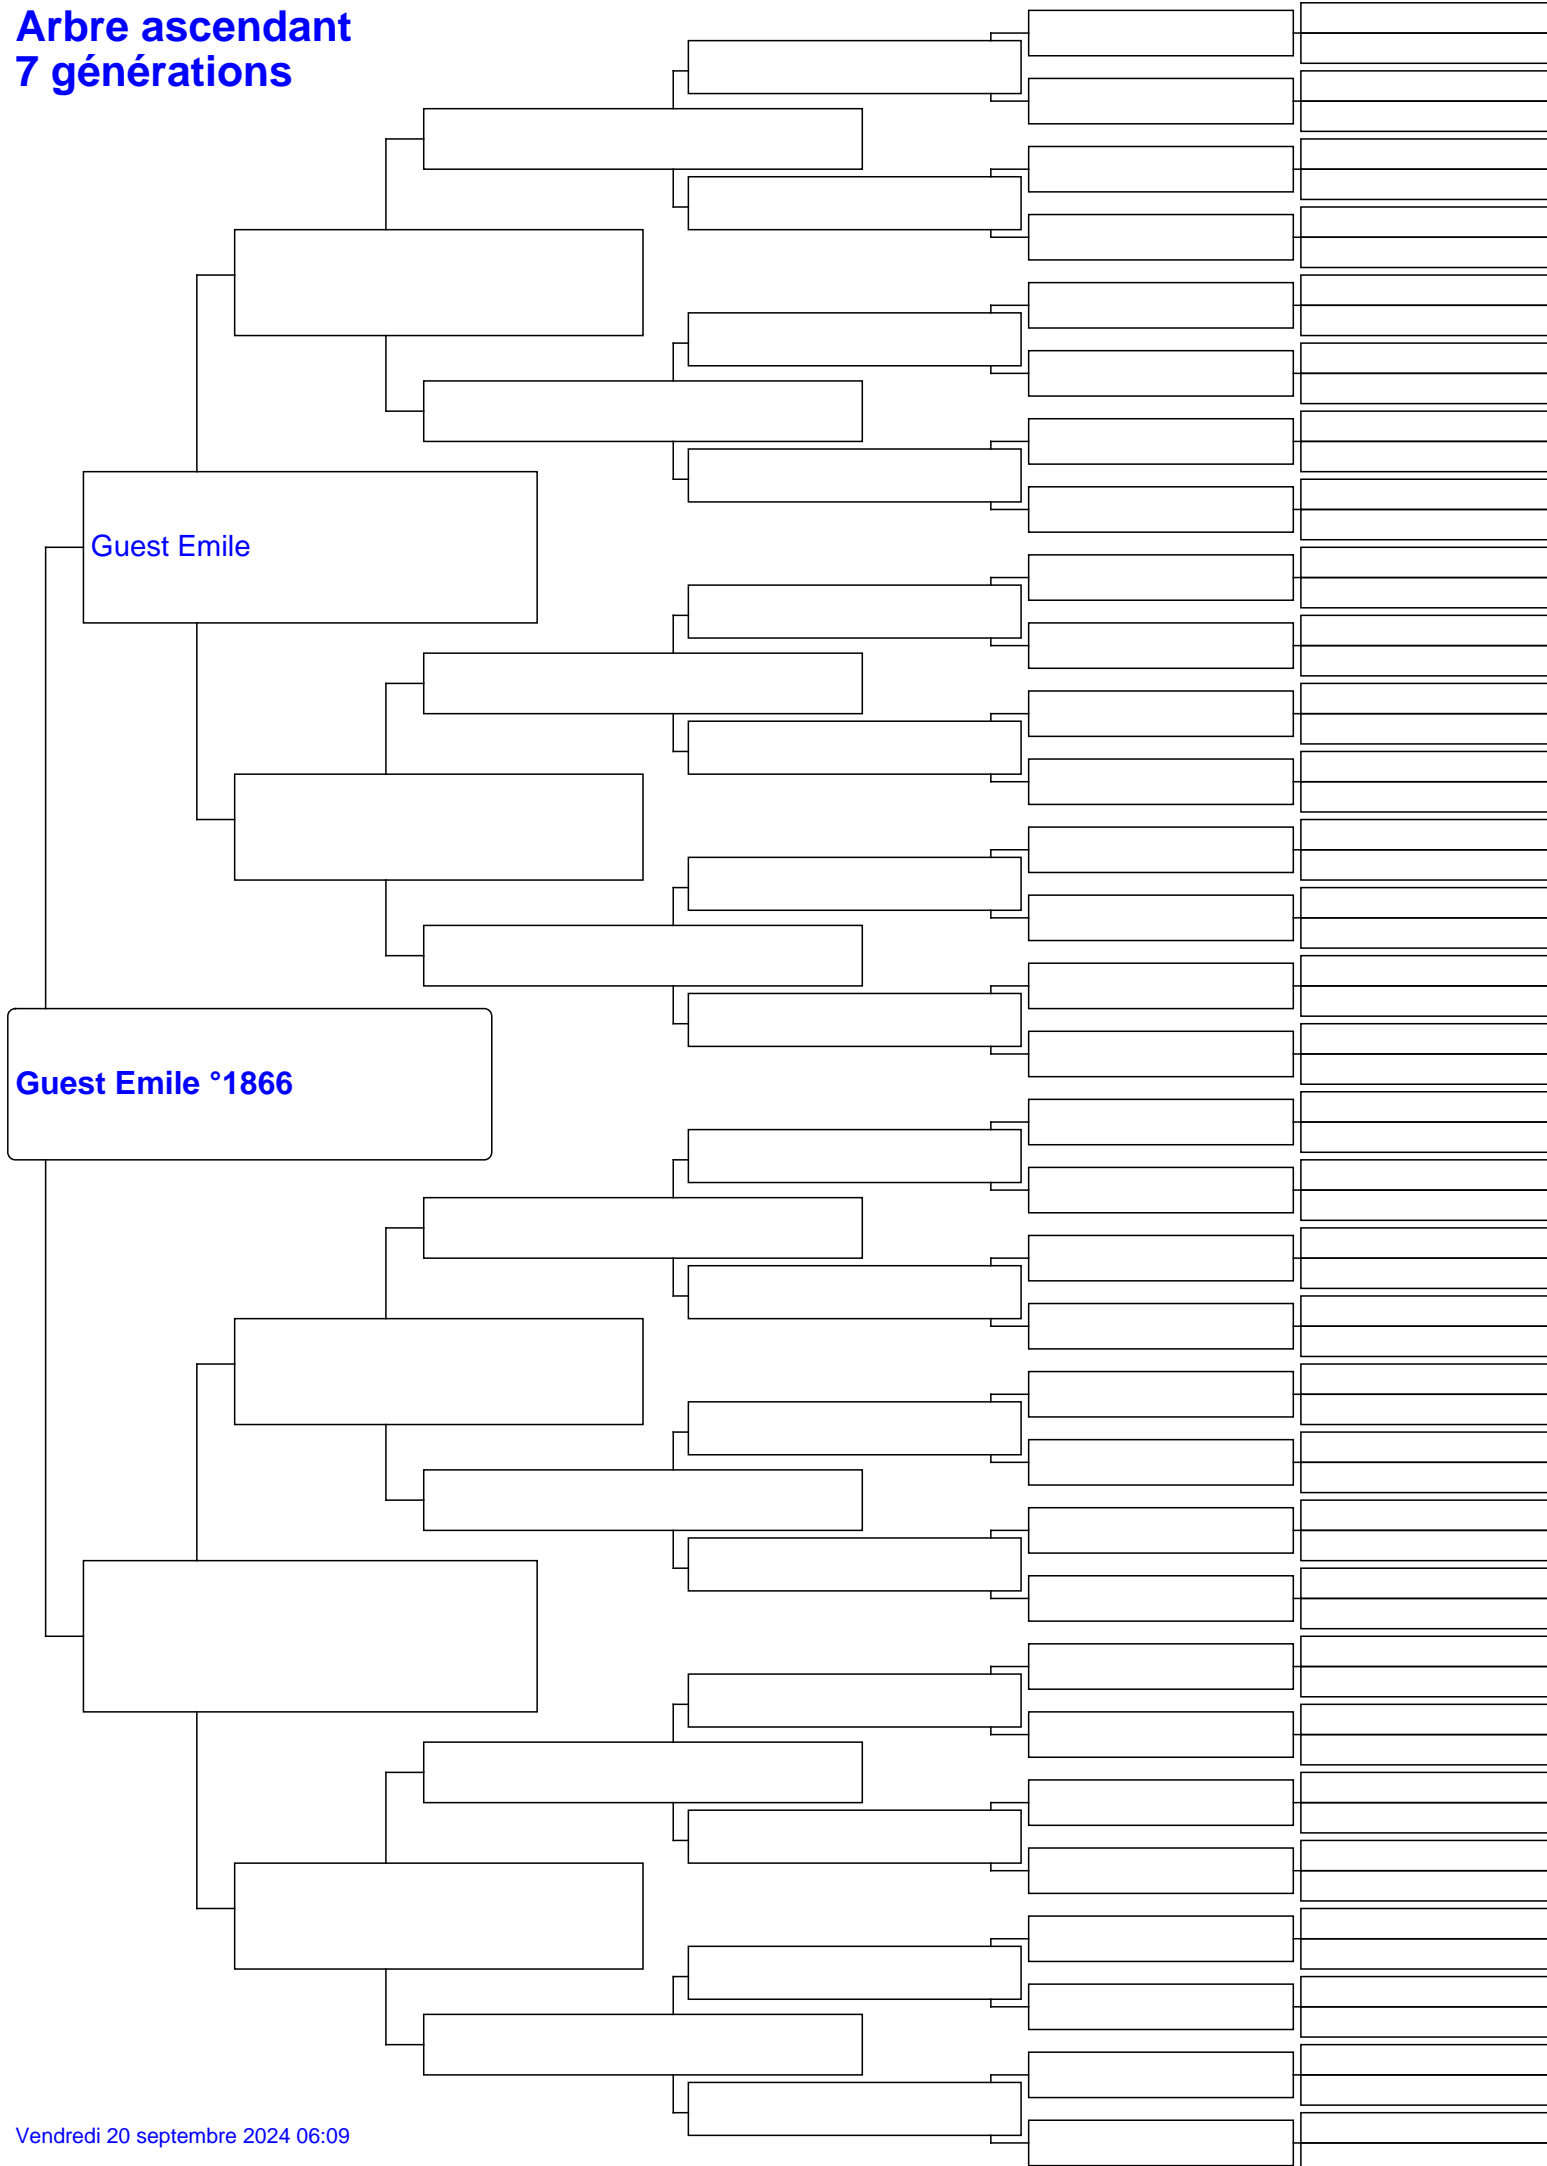 Arbre ascendant
7 générations
Guest Emile
Guest Emile °1866
Vendredi 20 septembre 2024 06:09